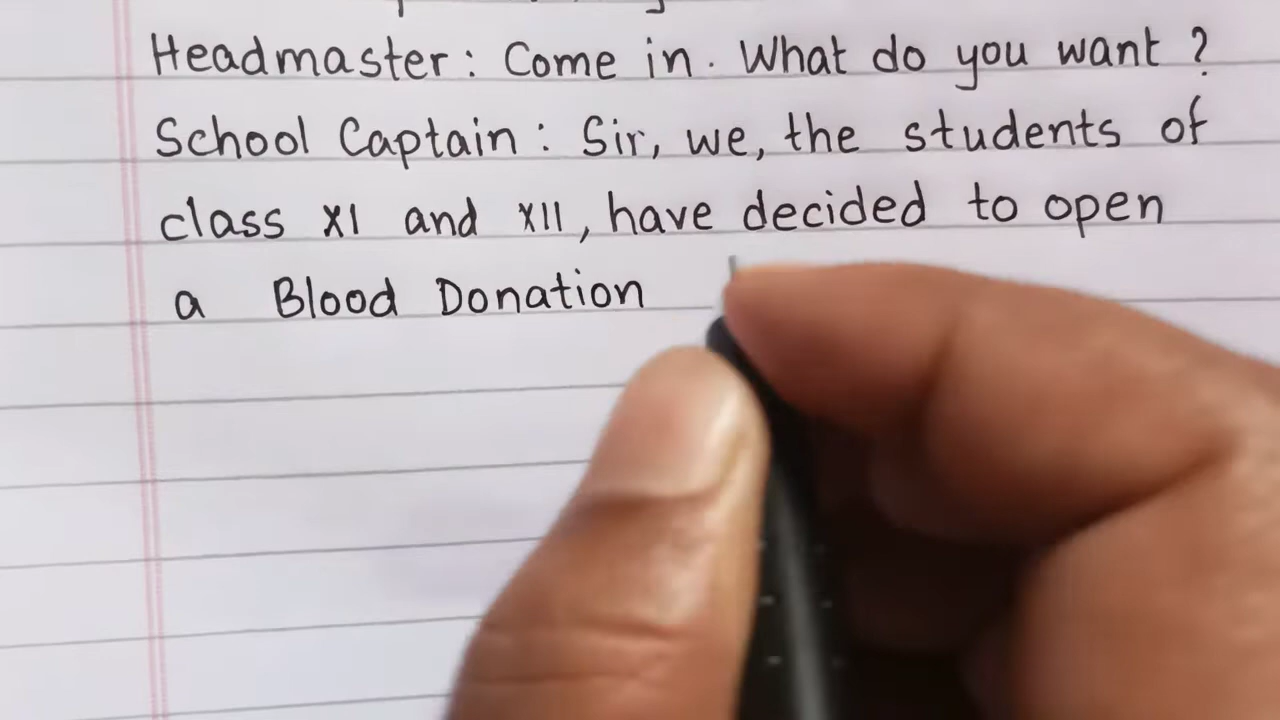 Headmaster: Come in. What do you want ?
School Captain : Sir, we, the students of
class XI and XII, have decided to open
a Blood Donation